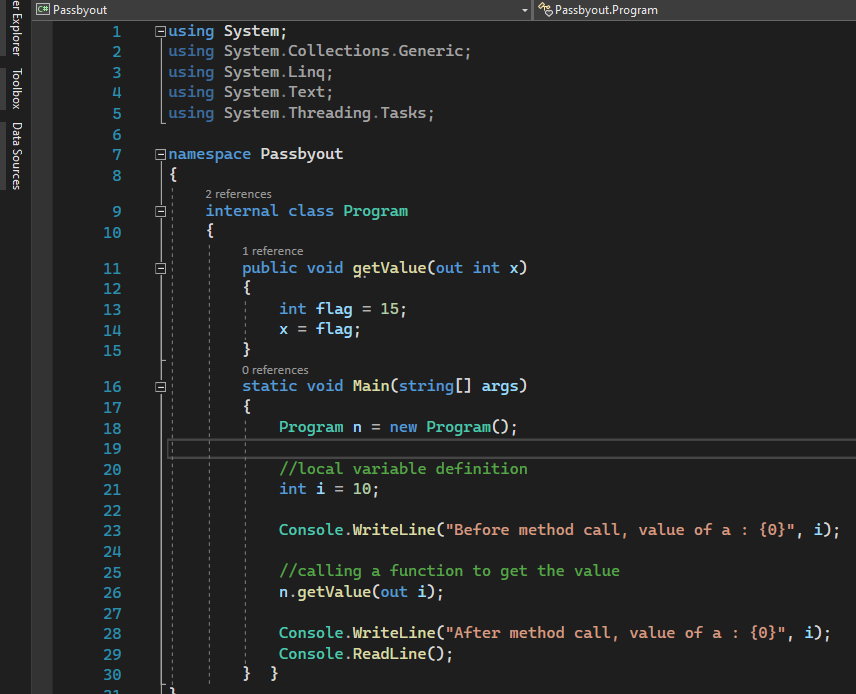 er Explorer
Toolbox
Data Sources
C# Passbyout
Passbyout.Program
1 using System;
2 using System.Collections.Generic;
3 using System.Linq;
4 using System.Text;
5 using System.Threading.Tasks;
6
7 namespace Passbyout
8 {
2 references
9 internal class Program
10 {
1 reference
11 public void getValue(out int x)
12 {
13 int flag = 15;
14 x = flag;
15 }
0 references
16 static void Main(string[] args)
17 {
18 Program n = new Program();
19
20 //local variable definition
21 int i = 10;
22
23 Console.WriteLine("Before method call, value of a : {0}", i);
24
25 //calling a function to get the value
26 n.getValue(out i);
27
28 Console.WriteLine("After method call, value of a : {0}", i);
29 Console.ReadLine();
30 } }
31 }